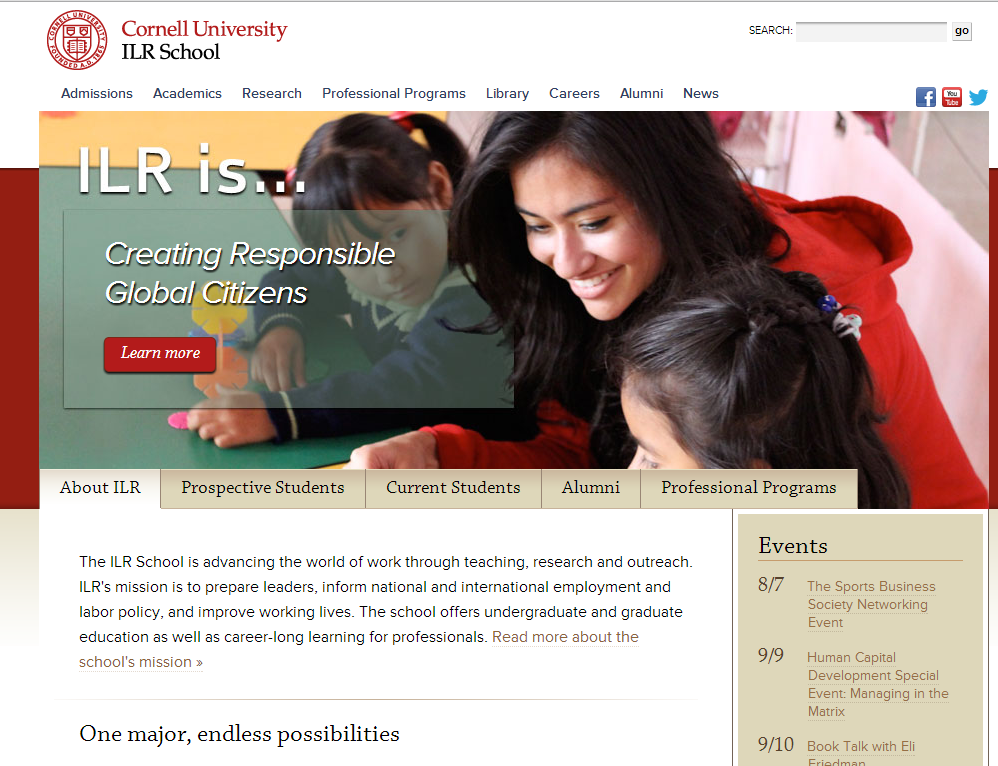 CORNELL UNIVERSITY
FOUNDED A.D. 1865
Cornell University
ILR School
SEARCH:
go
Admissions Academics Research Professional Programs Library Careers Alumni News
f You Tube
ILR is...
Creating Responsible
Global Citizens
Learn more
About ILR Prospective Students Current Students Alumni Professional Programs
The ILR School is advancing the world of work through teaching, research and outreach.
ILR's mission is to prepare leaders, inform national and international employment and
labor policy, and improve working lives. The school offers undergraduate and graduate
education as well as career-long learning for professionals. Read more about the
school's mission »
One major, endless possibilities
Events
8/7 The Sports Business
Society Networking
Event
9/9 Human Capital
Development Special
Event: Managing in the
Matrix
9/10 Book Talk with Eli
Friedman